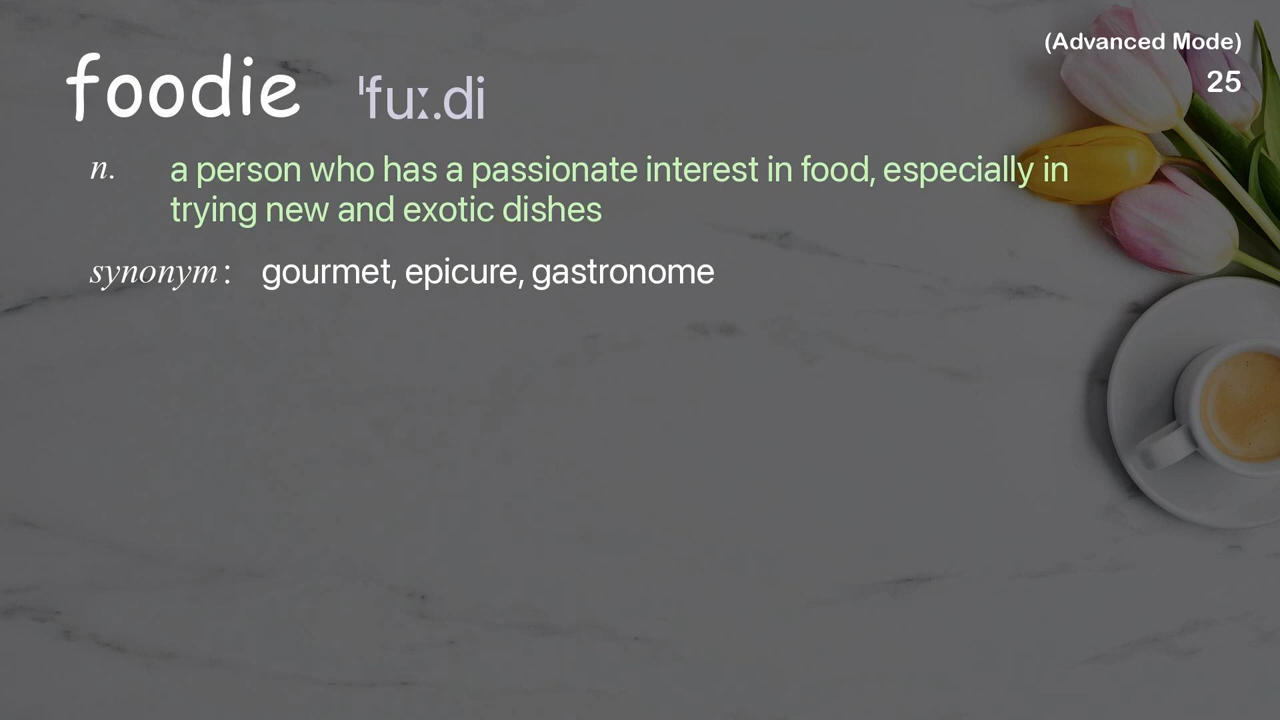 (Advanced Mode)
25
foodie ˈfuː.di
n. a person who has a passionate interest in food, especially in
trying new and exotic dishes
synonym: gourmet, epicure, gastronome